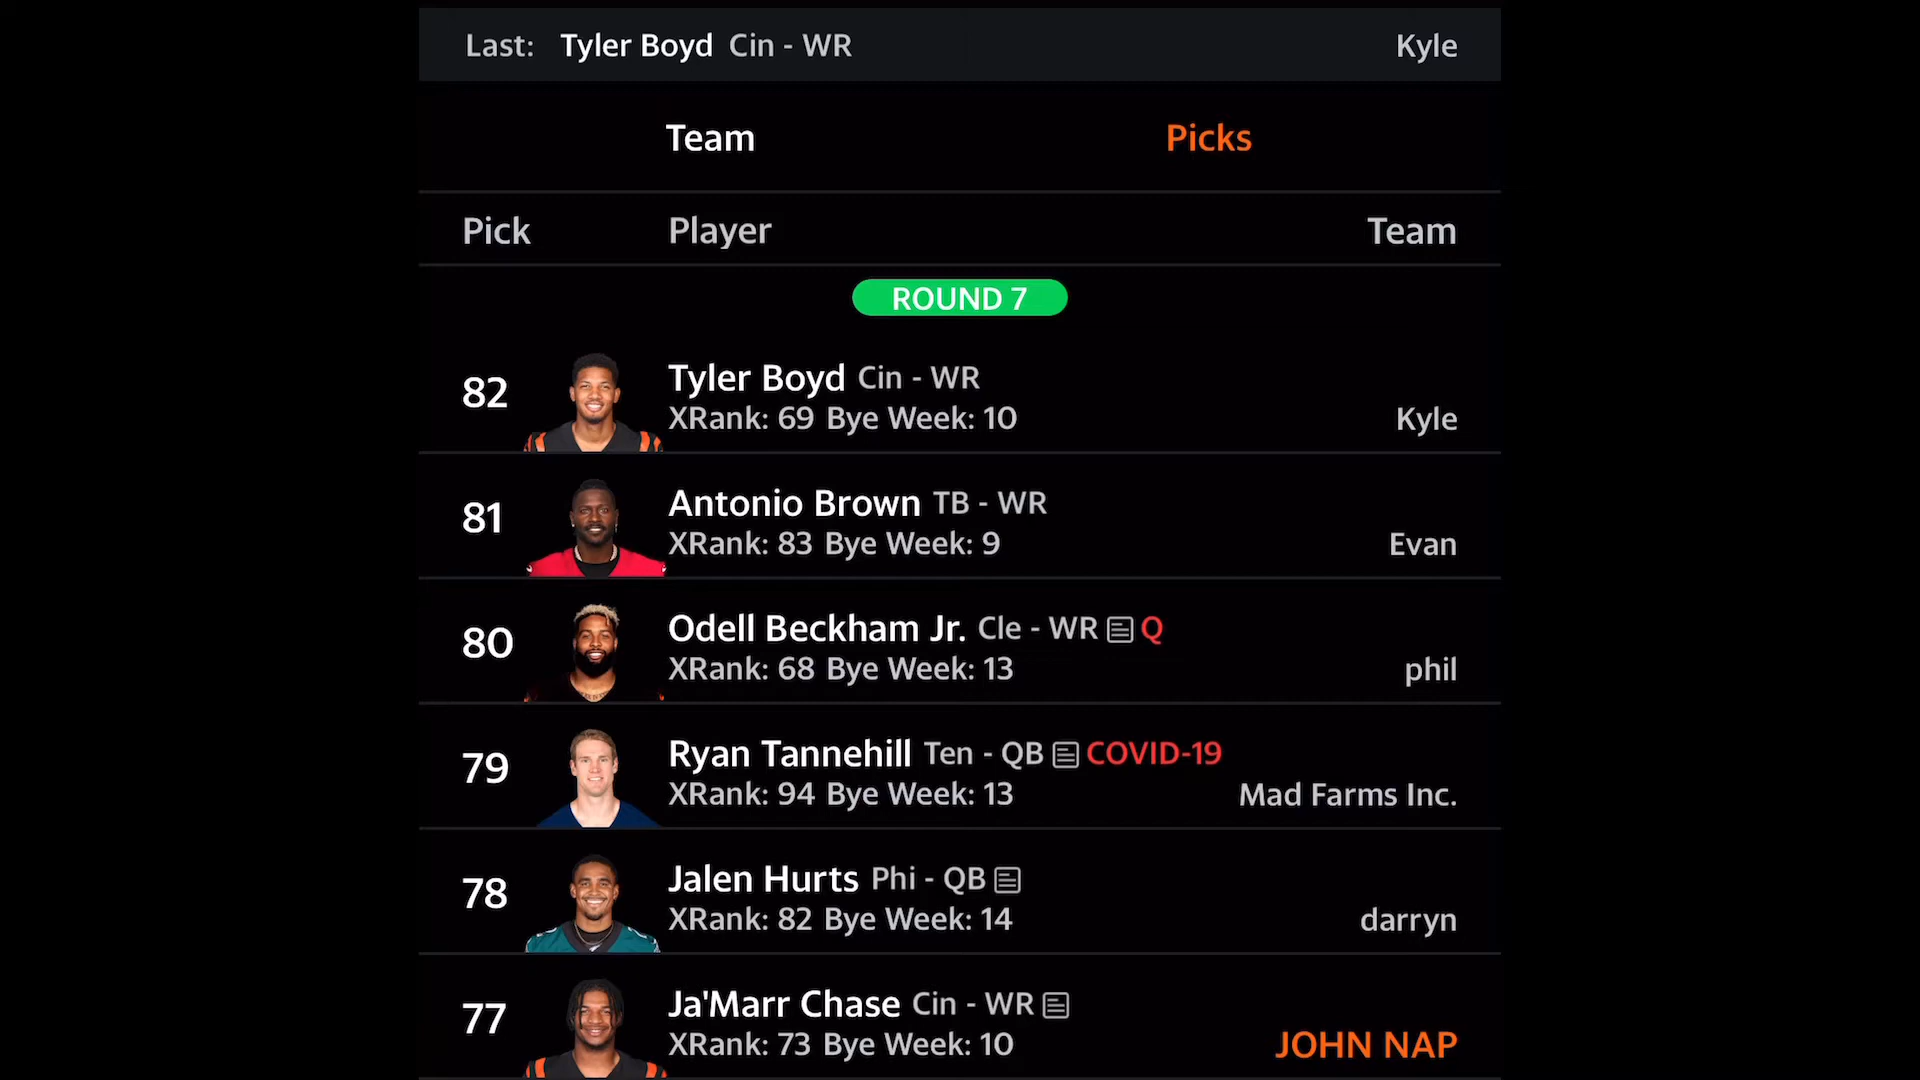 Last: Tyler Boyd Cin - WR Kyle
Team Picks
Pick Player Team
ROUND 7
82 Tyler Boyd Cin - WR
XRank: 69 Bye Week: 10 Kyle
81 Antonio Brown TB - WR
XRank: 83 Bye Week: 9 Evan
80 Odell Beckham Jr. Cle - WR Q
XRank: 68 Bye Week: 13 phil
79 Ryan Tannehill Ten - QB COVID-19
XRank: 94 Bye Week: 13 Mad Farms Inc.
78 Jalen Hurts Phi - QB
XRank: 82 Bye Week: 14 darryn
77 Ja'Marr Chase Cin - WR
XRank: 73 Bye Week: 10 JOHN NAP